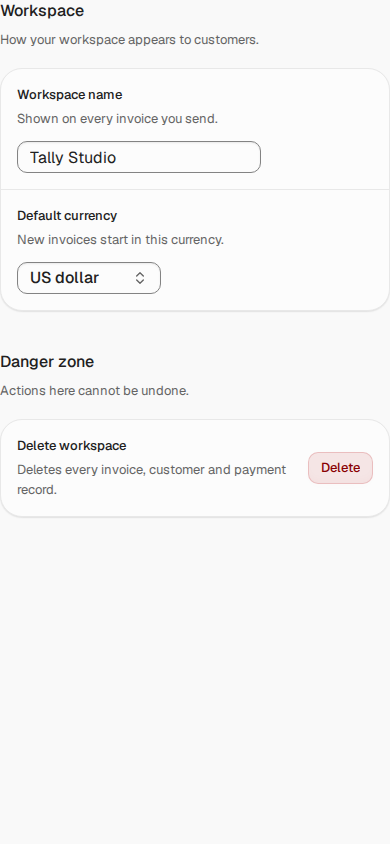 Workspace
How your workspace appears to customers.
Workspace name
Shown on every invoice you send.
Tally Studio
Default currency
New invoices start in this currency.
US dollar
Danger zone
Actions here cannot be undone.
Delete workspace
Deletes every invoice, customer and payment
record.
Delete